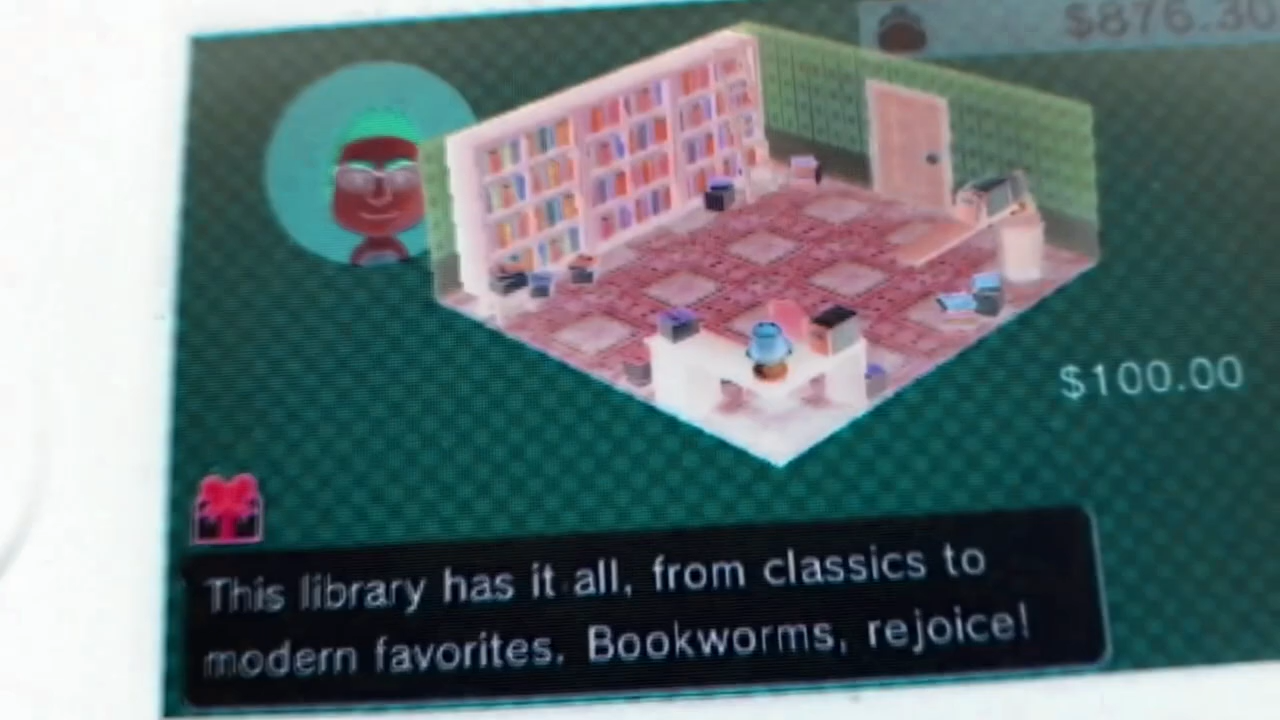 $876.30
$100.00
This library has it all, from classics to
modern favorites. Bookworms, rejoice!